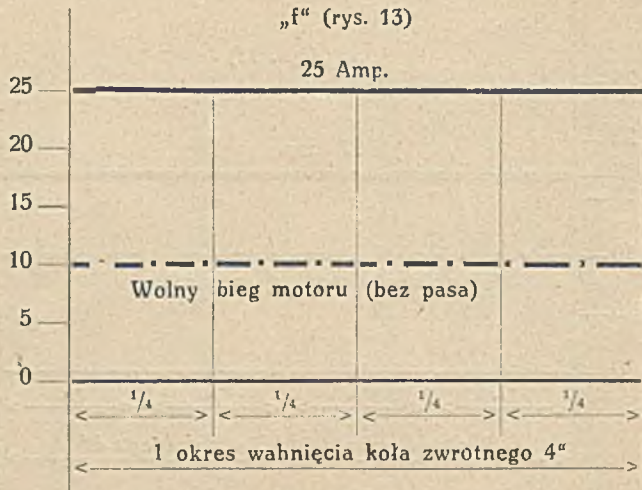 „f“ (rys. 13)
25 Amp.
25
20
15
10
Wolny bieg motoru (bez pasa)
5
0
1/4 1/4 1/4 1/4
1 okres wahnięcia koła zwrotnego 4“